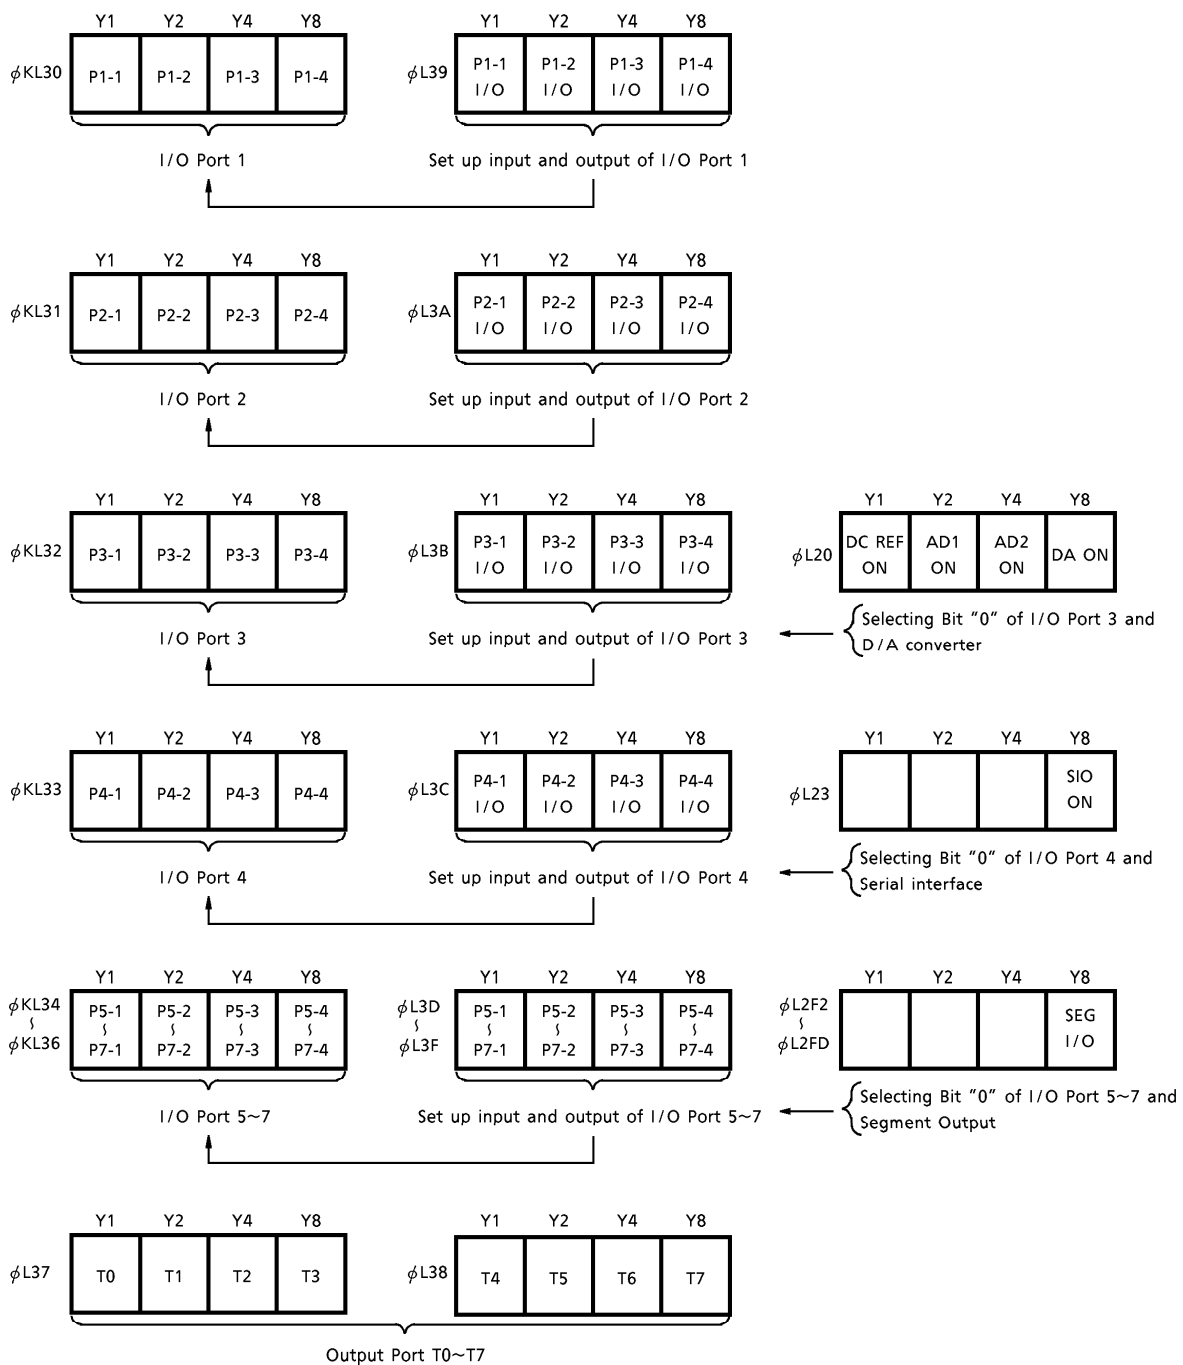 Y1 Y2 Y4 Y8 Y1 Y2 Y4 Y8
ϕKL30 P1-1 P1-2 P1-3 P1-4 ϕL39 P1-1 I/O P1-2 I/O P1-3 I/O P1-4 I/O
I/O Port 1 Set up input and output of I/O Port 1
Y1 Y2 Y4 Y8 Y1 Y2 Y4 Y8
ϕKL31 P2-1 P2-2 P2-3 P2-4 ϕL3A P2-1 I/O P2-2 I/O P2-3 I/O P2-4 I/O
I/O Port 2 Set up input and output of I/O Port 2
Y1 Y2 Y4 Y8 Y1 Y2 Y4 Y8 Y1 Y2 Y4 Y8
ϕKL32 P3-1 P3-2 P3-3 P3-4 ϕL3B P3-1 I/O P3-2 I/O P3-3 I/O P3-4 I/O ϕL20 DC REF ON AD1 ON AD2 ON DA ON
I/O Port 3 Set up input and output of I/O Port 3 Selecting Bit "0" of I/O Port 3 and
D/A converter
Y1 Y2 Y4 Y8 Y1 Y2 Y4 Y8 Y1 Y2 Y4 Y8
ϕKL33 P4-1 P4-2 P4-3 P4-4 ϕL3C P4-1 I/O P4-2 I/O P4-3 I/O P4-4 I/O ϕL23 SIO ON
I/O Port 4 Set up input and output of I/O Port 4 Selecting Bit "0" of I/O Port 4 and
Serial interface
Y1 Y2 Y4 Y8 Y1 Y2 Y4 Y8 Y1 Y2 Y4 Y8
ϕKL34 P5-1 P5-2 P5-3 P5-4 ϕL3D P5-1 P5-2 P5-3 P5-4 ϕL2F2 SEG
~ ~ ~ ~ ~ ~ ~ ~ ~ ~ ~
ϕKL36 P7-1 P7-2 P7-3 P7-4 ϕL3F P7-1 P7-2 P7-3 P7-4 ϕL2FD I/O
I/O Port 5~7 Set up input and output of I/O Port 5~7 Selecting Bit "0" of I/O Port 5~7 and
Segment Output
Y1 Y2 Y4 Y8 Y1 Y2 Y4 Y8
ϕL37 T0 T1 T2 T3 ϕL38 T4 T5 T6 T7
Output Port T0~T7